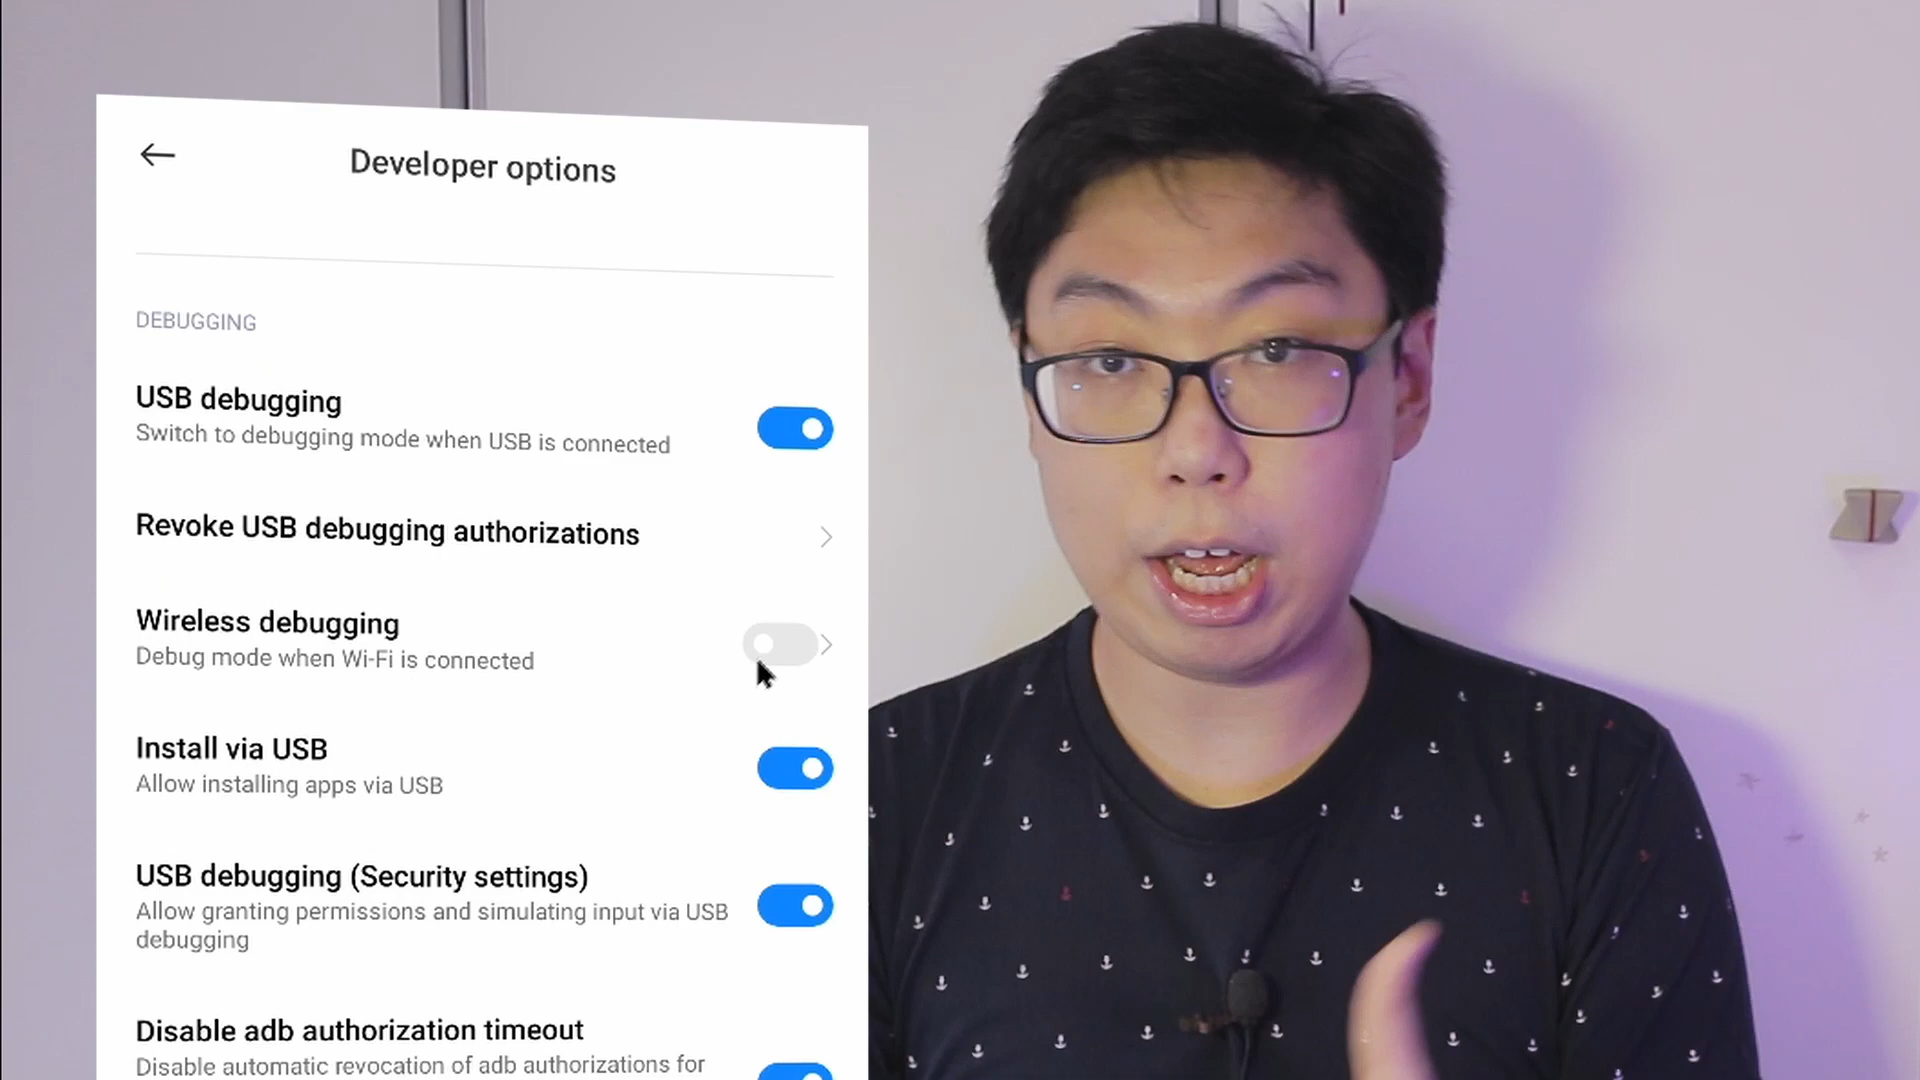 Developer options
DEBUGGING
USB debugging
Switch to debugging mode when USB is connected
Revoke USB debugging authorizations
Wireless debugging
Debug mode when Wi-Fi is connected
Install via USB
Allow installing apps via USB
USB debugging (Security settings)
Allow granting permissions and simulating input via USB
debugging
Disable adb authorization timeout
Disable automatic revocation of adb authorizations for